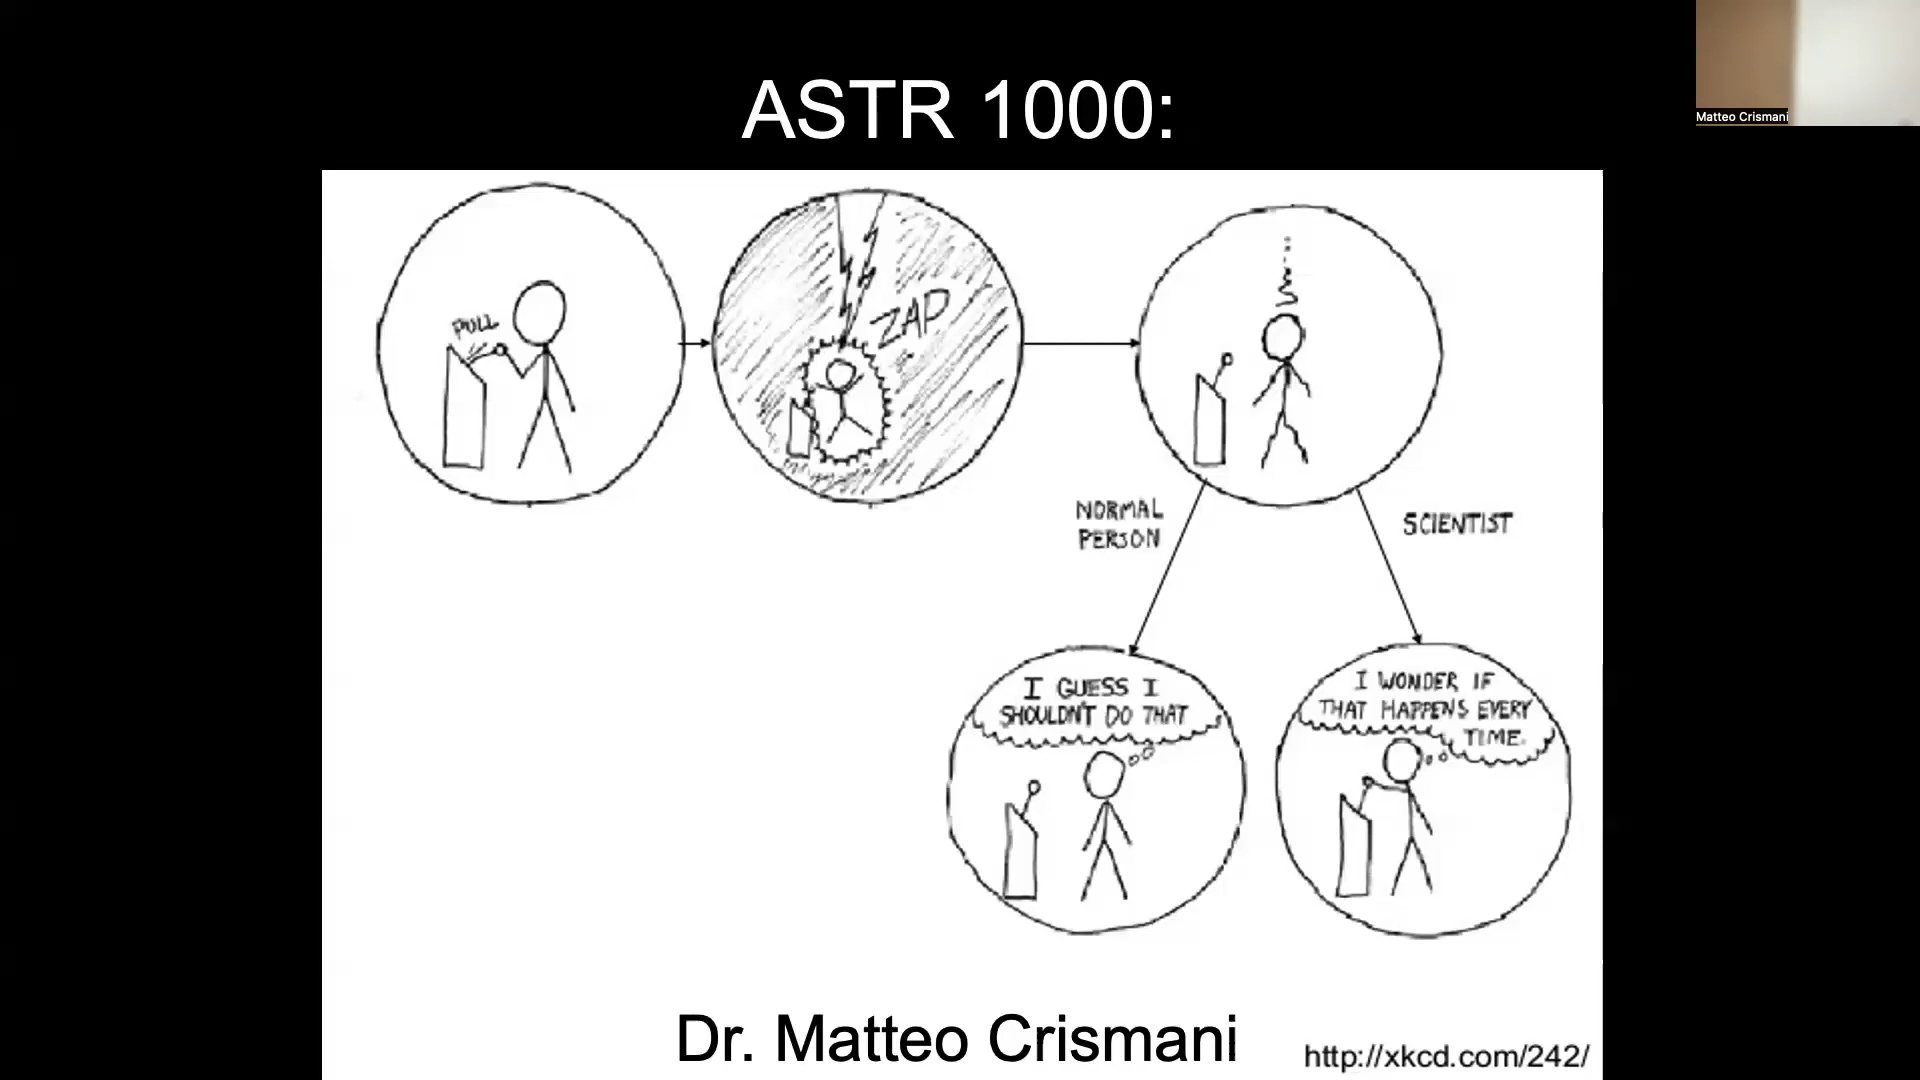 ASTR 1000:
Matteo Crismani
PULL
ZAP
NORMAL
PERSON
SCIENTIST
I GUESS I
SHOULDN'T DO THAT
I WONDER IF
THAT HAPPENS EVERY
TIME.
Dr. Matteo Crismani
http://xkcd.com/242/